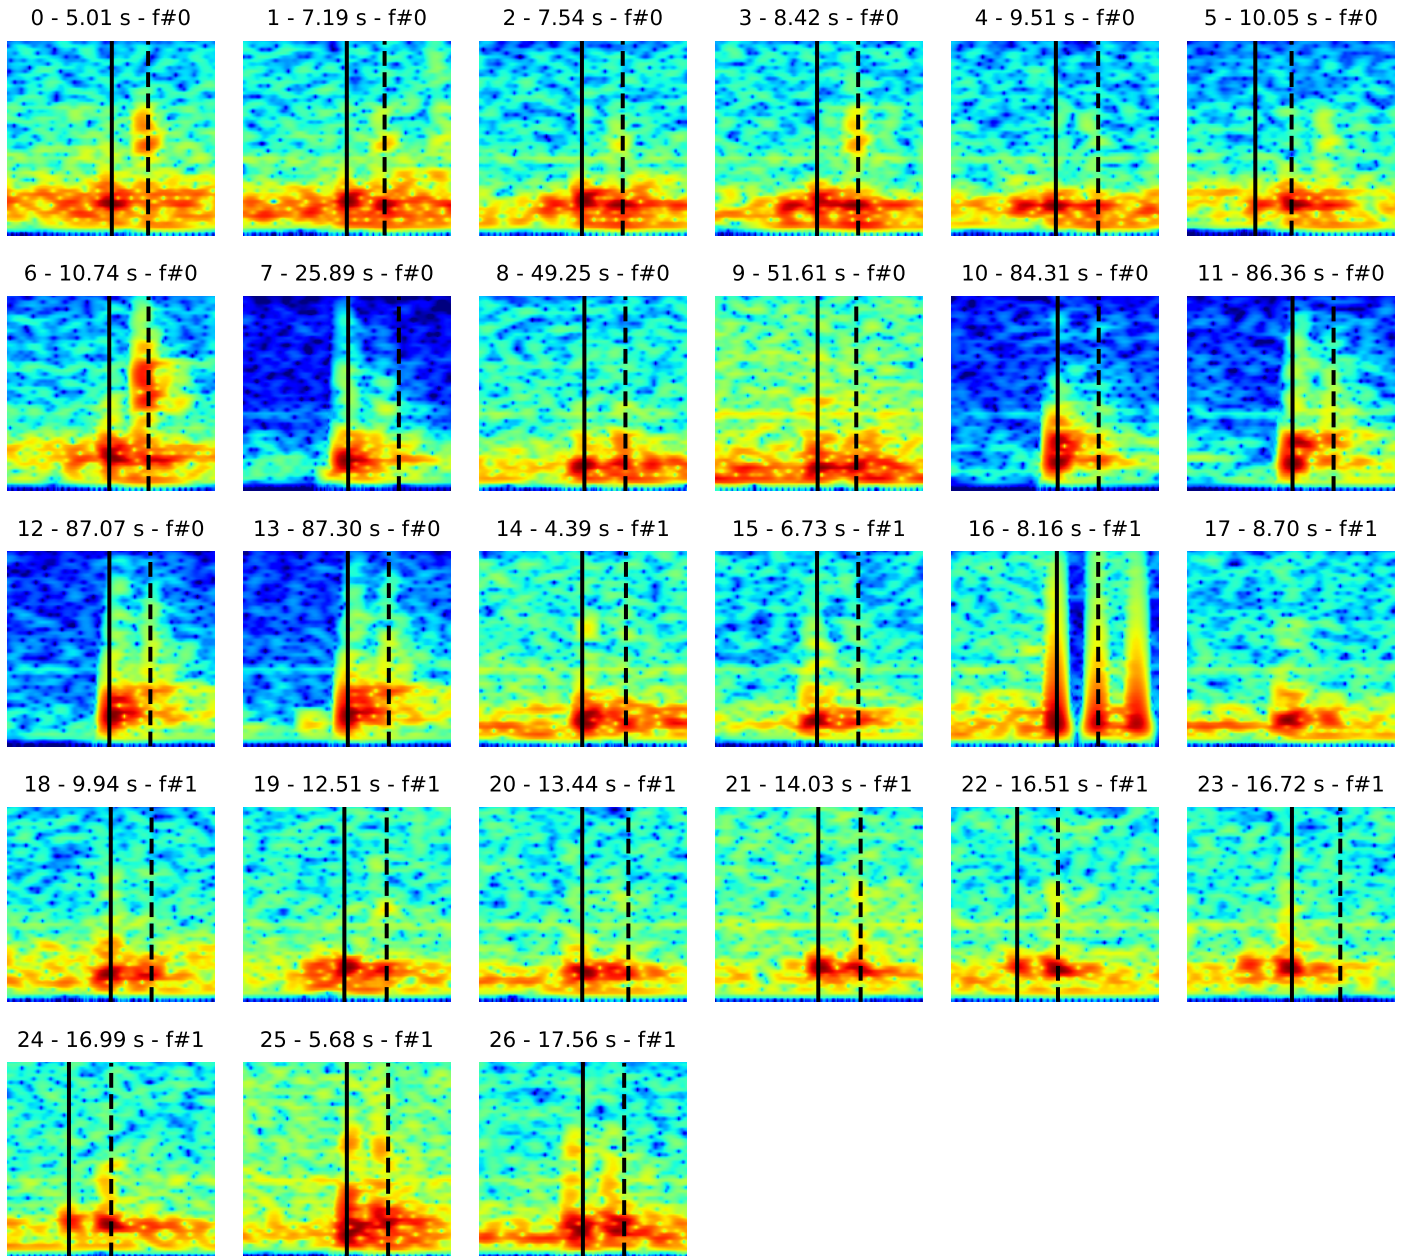 0 - 5.01 s - f#0
1 - 7.19 s - f#0
2 - 7.54 s - f#0
3 - 8.42 s - f#0
4 - 9.51 s - f#0
5 - 10.05 s - f#0
6 - 10.74 s - f#0
7 - 25.89 s - f#0
8 - 49.25 s - f#0
9 - 51.61 s - f#0
10 - 84.31 s - f#0
11 - 86.36 s - f#0
12 - 87.07 s - f#0
13 - 87.30 s - f#0
14 - 4.39 s - f#1
15 - 6.73 s - f#1
16 - 8.16 s - f#1
17 - 8.70 s - f#1
18 - 9.94 s - f#1
19 - 12.51 s - f#1
20 - 13.44 s - f#1
21 - 14.03 s - f#1
22 - 16.51 s - f#1
23 - 16.72 s - f#1
24 - 16.99 s - f#1
25 - 5.68 s - f#1
26 - 17.56 s - f#1